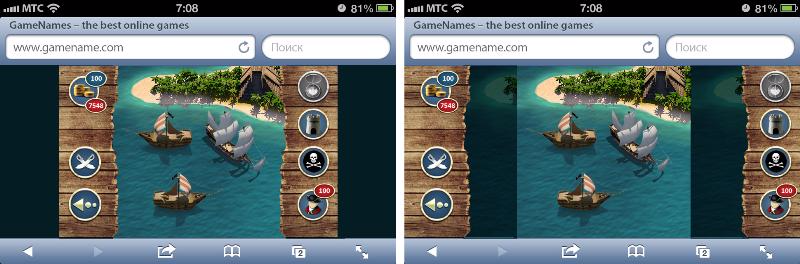 MTC 7:08 81%
GameNames – the best online games
www.gamename.com Поиск
100
7548
100
2
MTC 7:08 81%
GameNames – the best online games
www.gamename.com Поиск
100
7548
100
2